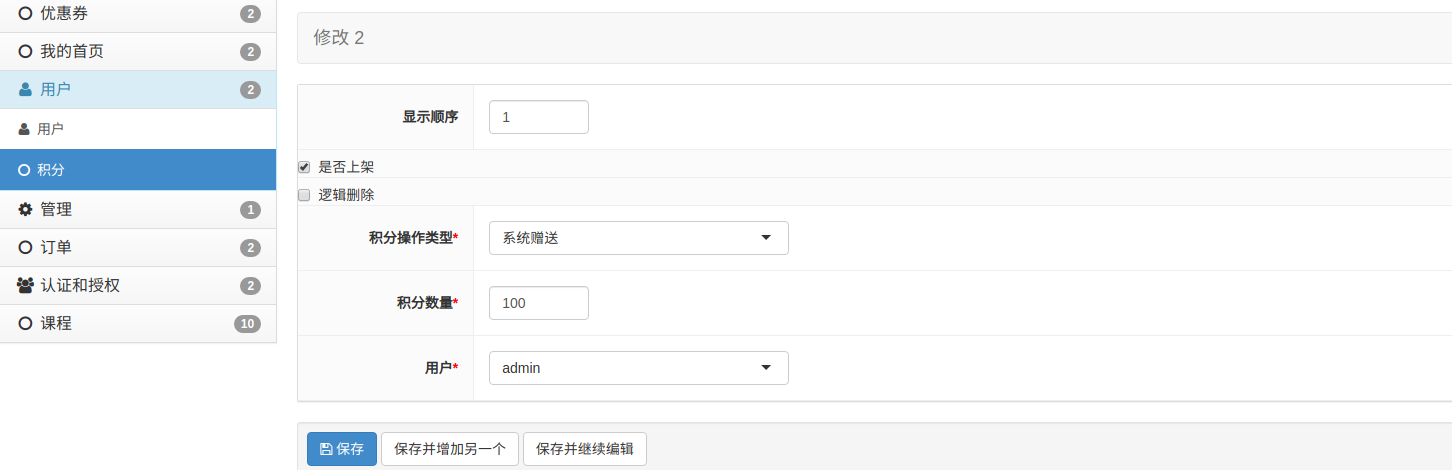 优惠券 2
我的首页 2
用户 2
用户
积分
管理 1
订单 2
认证和授权 2
课程 10
修改 2
显示顺序 1
是否上架
逻辑删除
积分操作类型* 系统赠送
积分数量* 100
用户* admin
保存 保存并增加另一个 保存并继续编辑